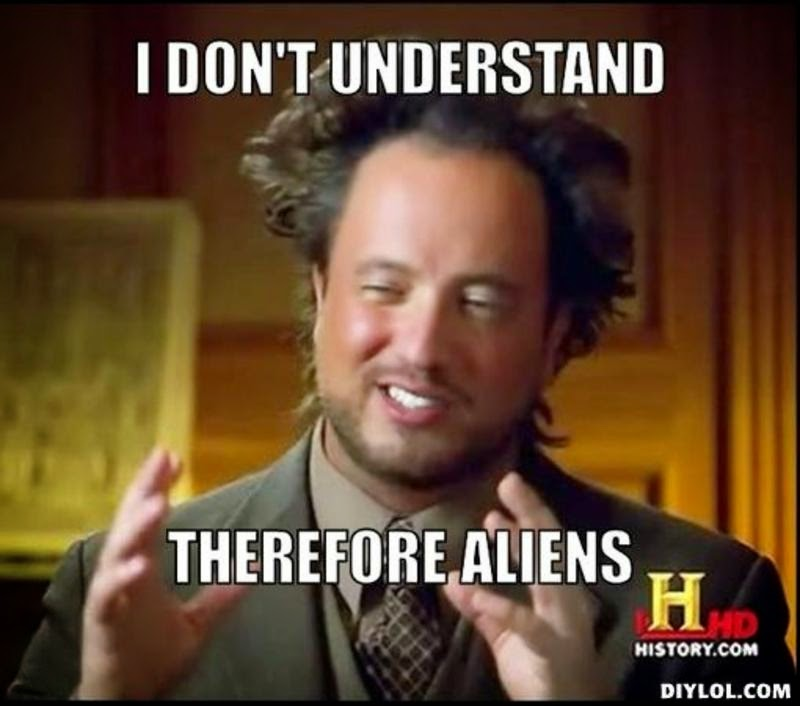 I DON'T UNDERSTAND
THEREFORE ALIENS
H HD
HISTORY.COM
DIYLOL.COM